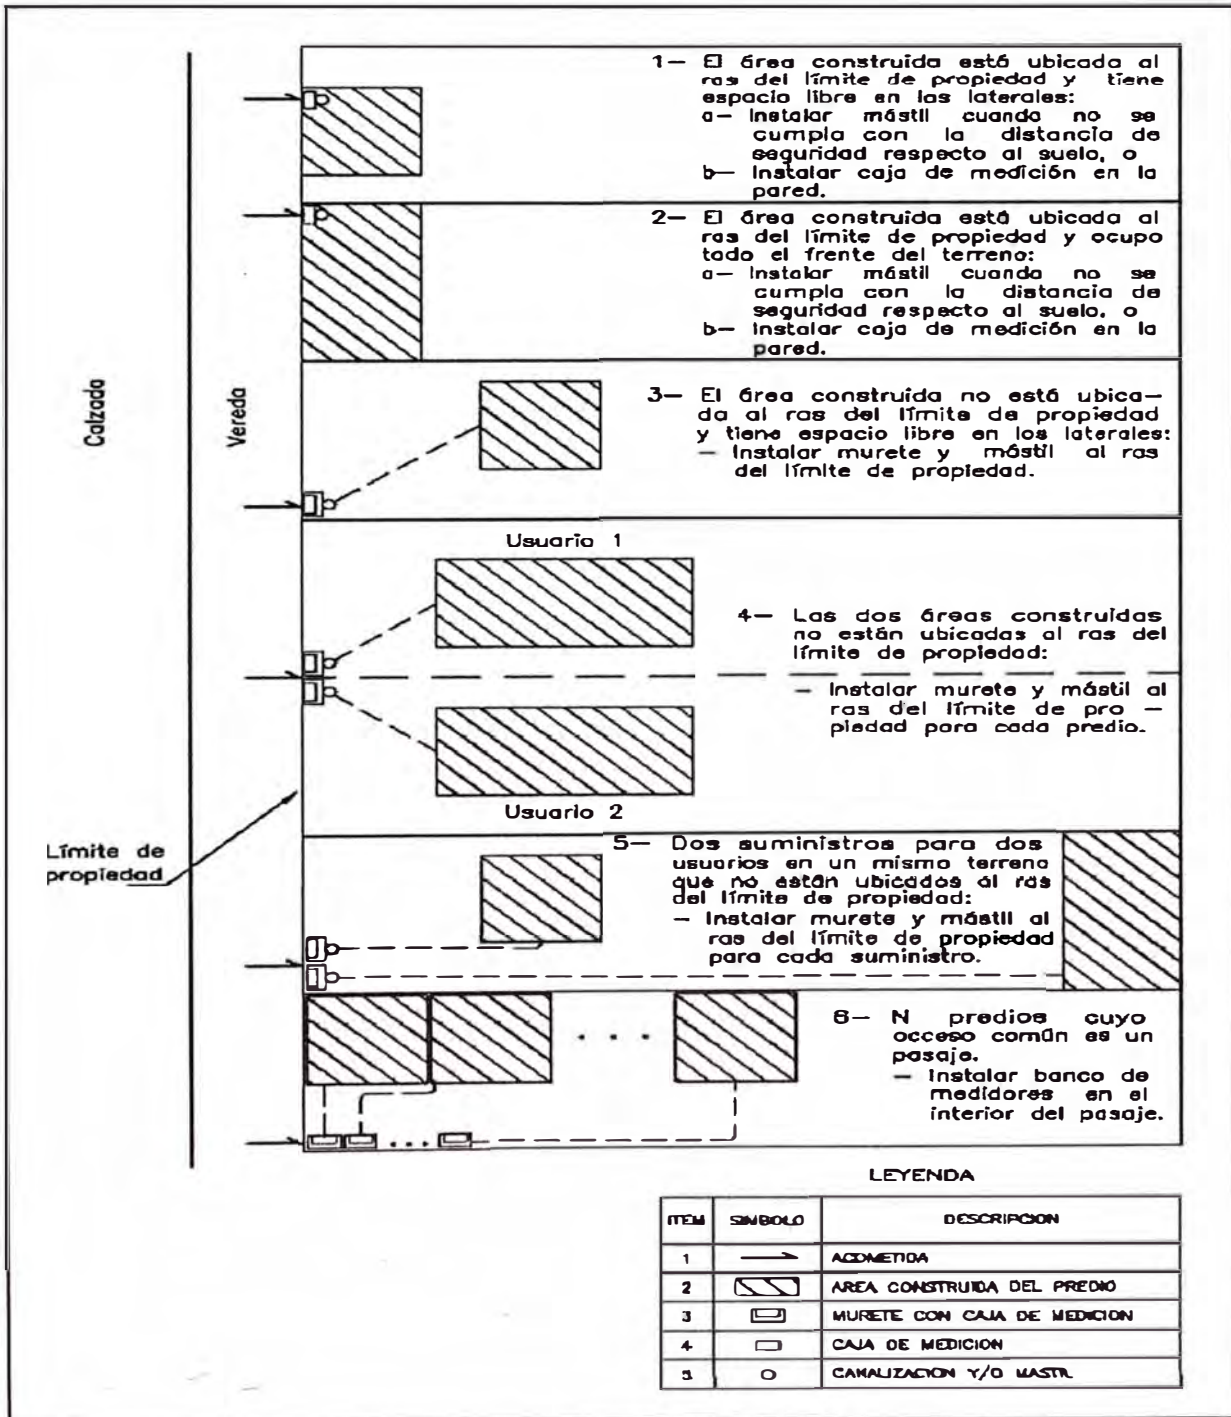 1— El área construida está ubicada al
ras del límite de propiedad y tiene
espacio libre en los laterales:
a— Instalar mástil cuando no se
cumpla con la distancia de
seguridad respecto al suelo, o
b— Instalar caja de medición en la
pared.
2— El área construida está ubicada al
ras del límite de propiedad y ocupo
todo el frente del terreno:
a— Instalar mástil cuando no se
cumpla con la distancia de
seguridad respecto al suelo, o
b— Instalar caja de medición en la
pared.
Calzada
Vereda
3— El área construida no está ubica—
da al ras del límite de propiedad
y tiene espacio libre en los laterales:
— Instalar murete y mástil al ras
del límite de propiedad.
Usuario 1
4— Las dos áreas construidas
no están ubicadas al ras del
límite de propiedad:
— Instalar murete y mástil al
ras del límite de pro —
piedad para cada predio.
Usuario 2
Límite de
propiedad
5— Dos suministros para dos
usuarios en un mismo terreno
que no están ubicados al ras
del límite de propiedad:
— Instalar murete y mástil al
ras del límite de propiedad
para cada suministro.
6— N predios cuyo
acceso común es un
pasaje.
— Instalar banco de
medidores en el
interior del pasaje.
LEYENDA
ITEM SIMBOLO DESCRIPCION
1 ACOMETIDA
2 AREA CONSTRUIDA DEL PREDIO
3 MURETE CON CAJA DE MEDICION
4 CAJA DE MEDICION
5 CANALIZACION Y/O MASTIL